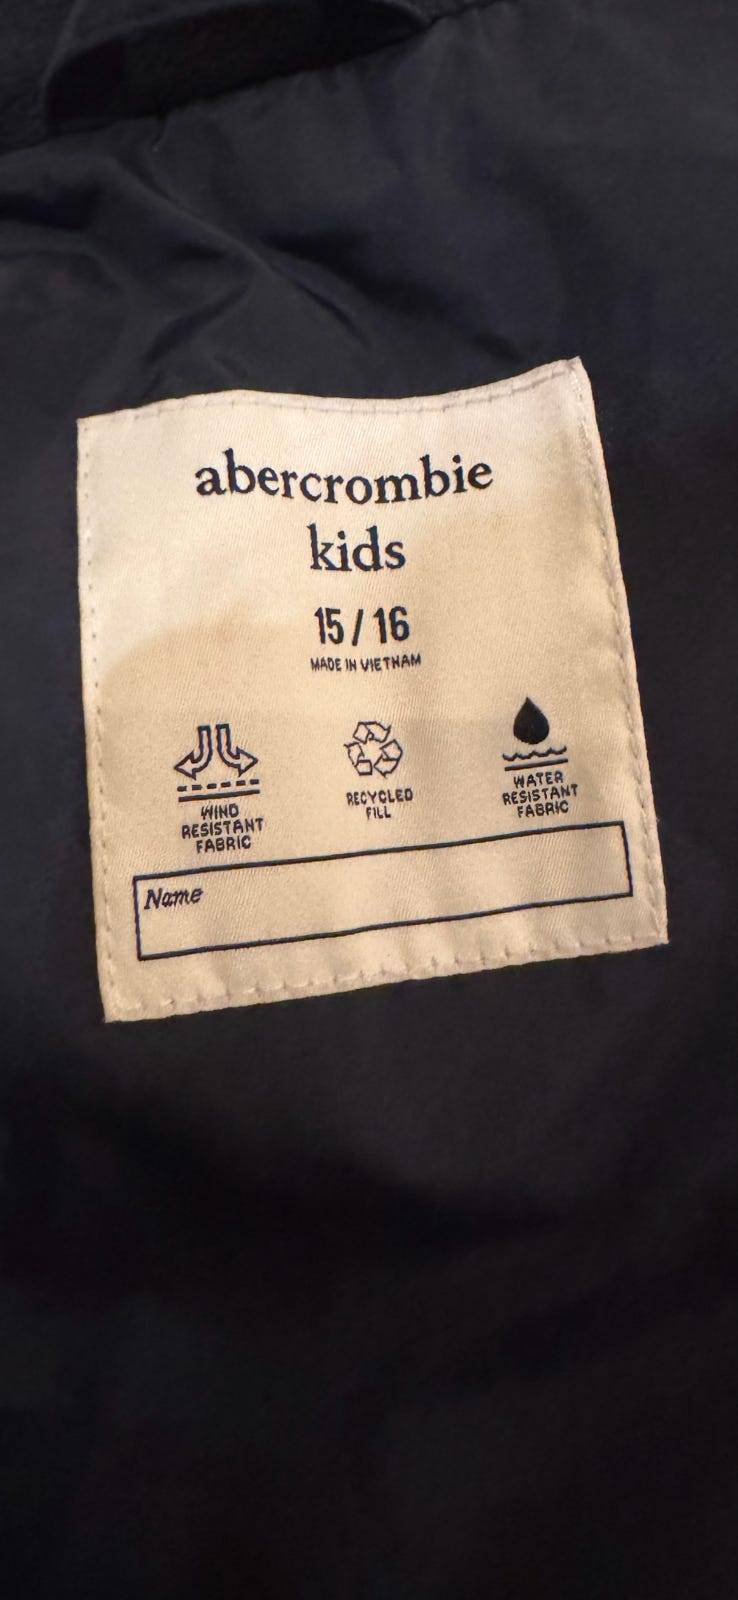 abercrombie
kids
15 / 16
MADE IN VIETNAM
WIND
RESISTANT
FABRIC
RECYCLED
FILL
WATER
RESISTANT
FABRIC
Name